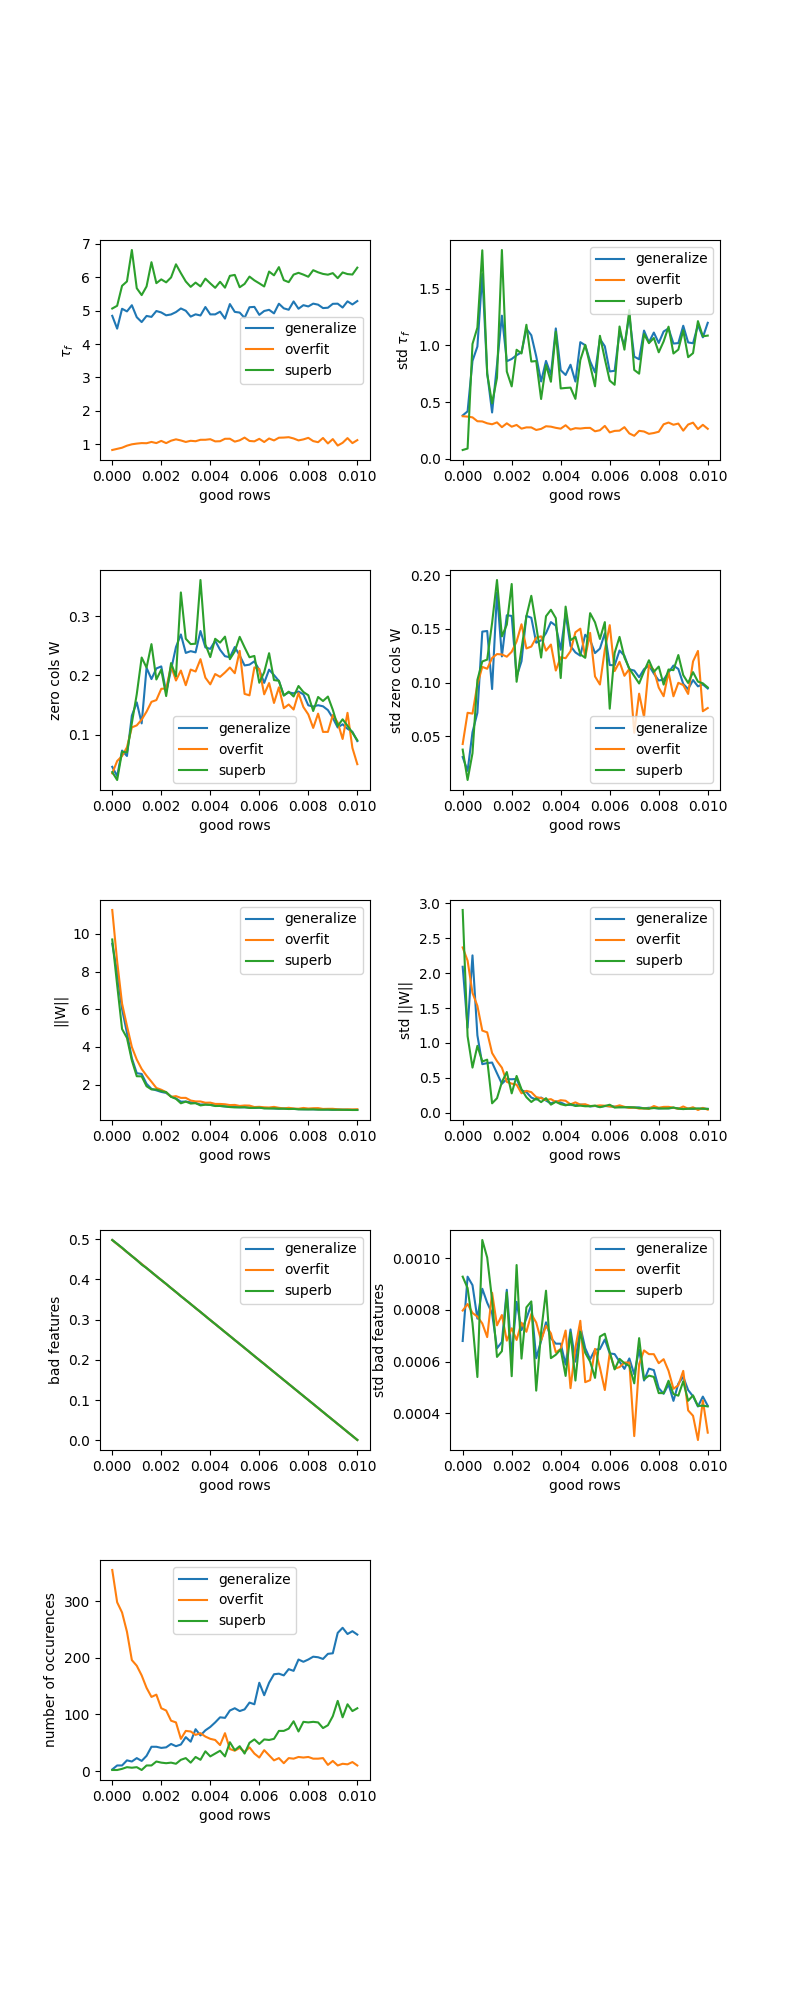 7
6
5
4
3
2
1
τf
generalize
overfit
superb
0.000 0.002 0.004 0.006 0.008 0.010
good rows
1.5
1.0
0.5
0.0
std τf
generalize
overfit
superb
0.000 0.002 0.004 0.006 0.008 0.010
good rows
0.3
0.2
0.1
zero cols W
generalize
overfit
superb
0.000 0.002 0.004 0.006 0.008 0.010
good rows
0.20
0.15
0.10
0.05
std zero cols W
generalize
overfit
superb
0.000 0.002 0.004 0.006 0.008 0.010
good rows
10
8
6
4
2
||W||
generalize
overfit
superb
0.000 0.002 0.004 0.006 0.008 0.010
good rows
3.0
2.5
2.0
1.5
1.0
0.5
0.0
std ||W||
generalize
overfit
superb
0.000 0.002 0.004 0.006 0.008 0.010
good rows
0.5
0.4
0.3
0.2
0.1
0.0
bad features
generalize
overfit
superb
0.000 0.002 0.004 0.006 0.008 0.010
good rows
0.0010
0.0008
0.0006
0.0004
std bad features
generalize
overfit
superb
0.000 0.002 0.004 0.006 0.008 0.010
good rows
300
200
100
0
number of occurences
generalize
overfit
superb
0.000 0.002 0.004 0.006 0.008 0.010
good rows